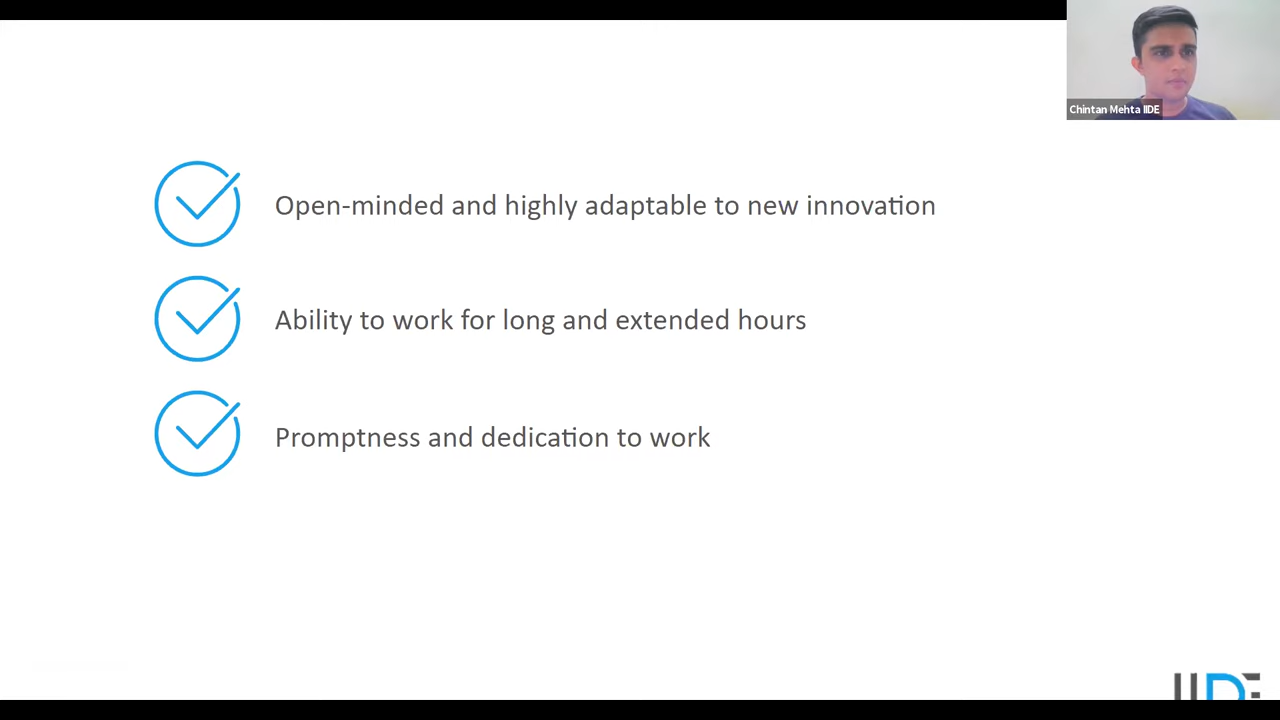 Chintan Mehta IIDE
Open-minded and highly adaptable to new innovation
Ability to work for long and extended hours
Promptness and dedication to work
IIDE